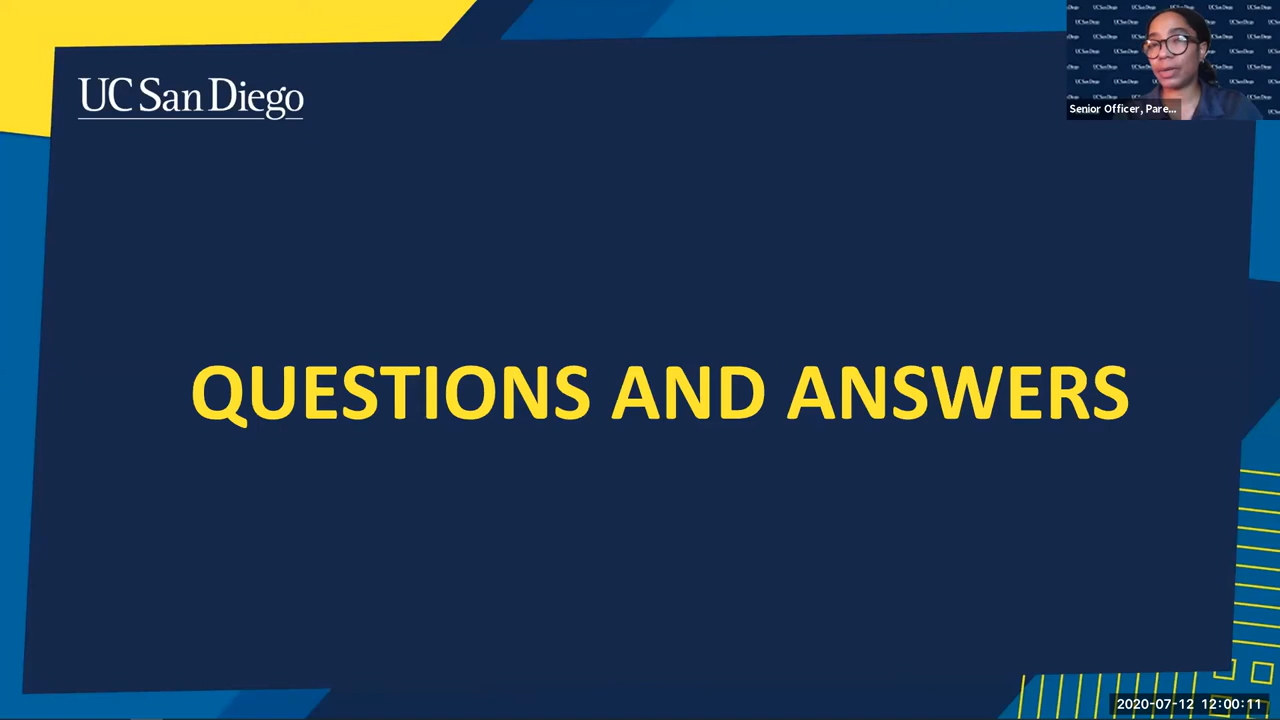 UC San Diego
Senior Officer, Pare...
QUESTIONS AND ANSWERS
2020-07-12 12:00:11